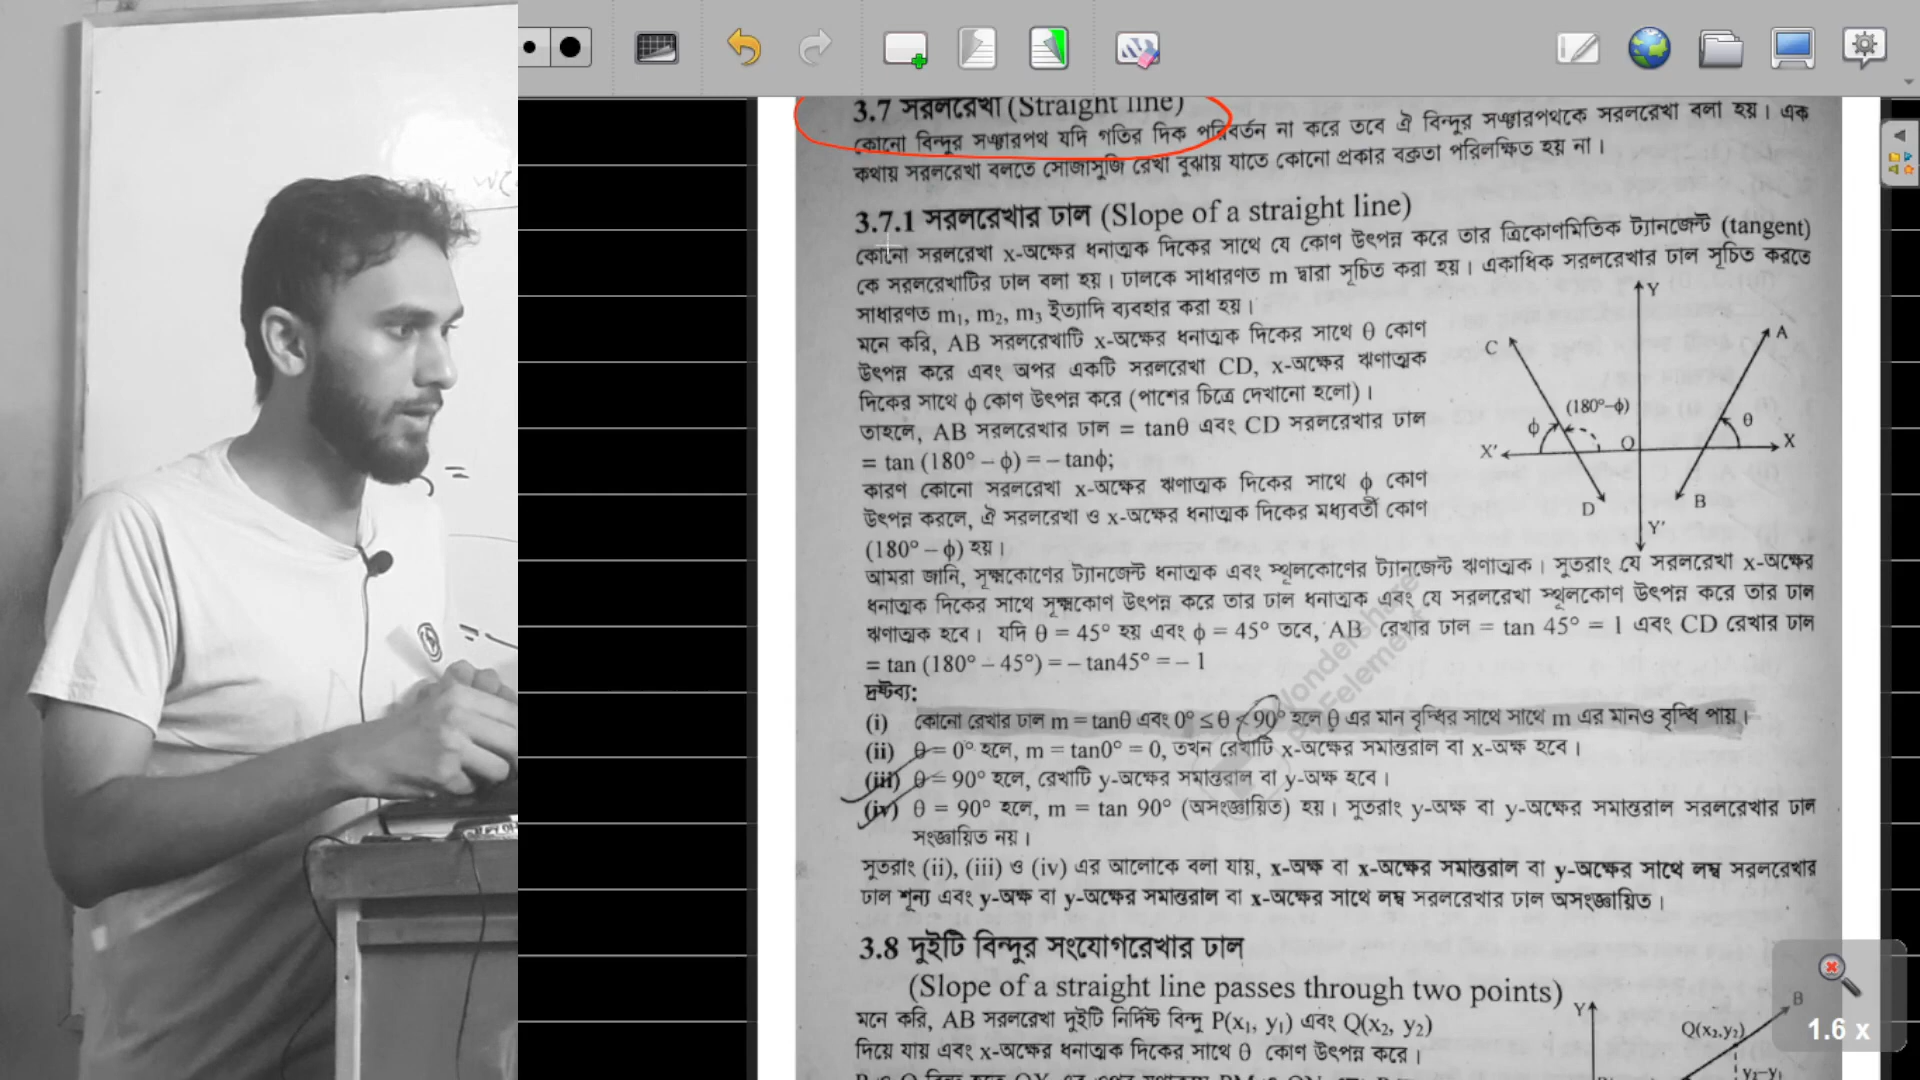 3.7 সরলরেখা (Straight line)
কোনো বিন্দুর সঞ্চারপথ যদি গতির দিক পরিবর্তন না করে তবে ঐ বিন্দুর সঞ্চারপথকে সরলরেখা বলা হয়। এক
কথায় সরলরেখা বলতে সোজাসুজি রেখা বুঝায় যাতে কোনো প্রকার বক্রতা পরিলক্ষিত হয় না।
3.7.1 সরলরেখার ঢাল (Slope of a straight line)
কোনো সরলরেখা x-অক্ষের ধনাত্মক দিকের সাথে যে কোণ উৎপন্ন করে তার ত্রিকোণমিতিক ট্যানজেন্ট (tangent)
কে সরলরেখাটির ঢাল বলা হয়। ঢালকে সাধারণত m দ্বারা সূচিত করা হয়। একাধিক সরলরেখার ঢাল সূচিত করতে
সাধারণত m₁, m₂, m₃ ইত্যাদি ব্যবহার করা হয়।
মনে করি, AB সরলরেখাটি x-অক্ষের ধনাত্মক দিকের সাথে θ কোণ
উৎপন্ন করে এবং অপর একটি সরলরেখা CD, x-অক্ষের ঋণাত্মক
দিকের সাথে ϕ কোণ উৎপন্ন করে (পাশের চিত্রে দেখানো হলো)।
তাহলে, AB সরলরেখার ঢাল = tanθ এবং CD সরলরেখার ঢাল
= tan (180° – ϕ) = – tanϕ;
কারণ কোনো সরলরেখা x-অক্ষের ঋণাত্মক দিকের সাথে ϕ কোণ
উৎপন্ন করলে, ঐ সরলরেখা ও x-অক্ষের ধনাত্মক দিকের মধ্যবর্তী কোণ
(180° – ϕ) হয়।
Y
A
C
(180°–ϕ)
ϕ
θ
X′
O
X
D
B
Y′
আমরা জানি, সূক্ষ্মকোণের ট্যানজেন্ট ধনাত্মক এবং স্থূলকোণের ট্যানজেন্ট ঋণাত্মক। সুতরাং যে সরলরেখা x-অক্ষের
ধনাত্মক দিকের সাথে সূক্ষ্মকোণ উৎপন্ন করে তার ঢাল ধনাত্মক এবং যে সরলরেখা স্থূলকোণ উৎপন্ন করে তার ঢাল
ঋণাত্মক হবে। যদি θ = 45° হয় এবং ϕ = 45° তবে, AB রেখার ঢাল = tan 45° = 1 এবং CD রেখার ঢাল
= tan (180° – 45°) = – tan45° = – 1
Wondershare
PDFelement
দ্রষ্টব্য:
(i) কোনো রেখার ঢাল m = tanθ এবং 0° ≤ θ < 90° হলে θ এর মান বৃদ্ধির সাথে সাথে m এর মানও বৃদ্ধি পায়।
(ii) θ = 0° হলে, m = tan0° = 0, তখন রেখাটি x-অক্ষের সমান্তরাল বা x-অক্ষ হবে।
(iii) θ = 90° হলে, রেখাটি y-অক্ষের সমান্তরাল বা y-অক্ষ হবে।
(iv) θ = 90° হলে, m = tan 90° (অসংজ্ঞায়িত) হয়। সুতরাং y-অক্ষ বা y-অক্ষের সমান্তরাল সরলরেখার ঢাল
সংজ্ঞায়িত নয়।
সুতরাং (ii), (iii) ও (iv) এর আলোকে বলা যায়, x-অক্ষ বা x-অক্ষের সমান্তরাল বা y-অক্ষের সাথে লম্ব সরলরেখার
ঢাল শূন্য এবং y-অক্ষ বা y-অক্ষের সমান্তরাল বা x-অক্ষের সাথে লম্ব সরলরেখার ঢাল অসংজ্ঞায়িত।
3.8 দুইটি বিন্দুর সংযোগরেখার ঢাল
(Slope of a straight line passes through two points)
মনে করি, AB সরলরেখা দুইটি নির্দিষ্ট বিন্দু P(x₁, y₁) এবং Q(x₂, y₂)
দিয়ে যায় এবং x-অক্ষের ধনাত্মক দিকের সাথে θ কোণ উৎপন্ন করে।
Y
B
Q(x₂,y₂)
y₂–y₁
1.6 x